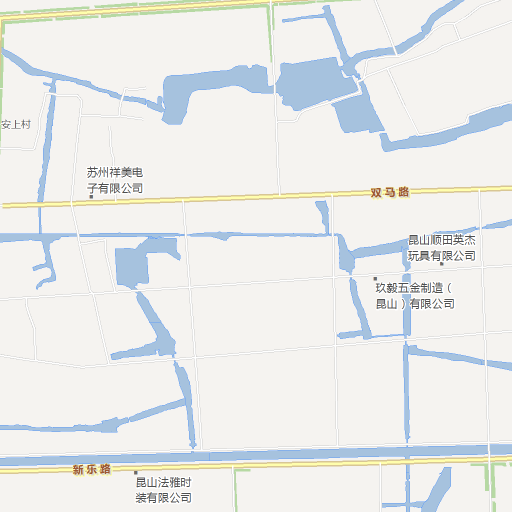 安上村
苏州祥美电
子有限公司
双马路
昆山顺田英杰
玩具有限公司
玖毅五金制造（
昆山）有限公司
新乐路
昆山法雅时
装有限公司